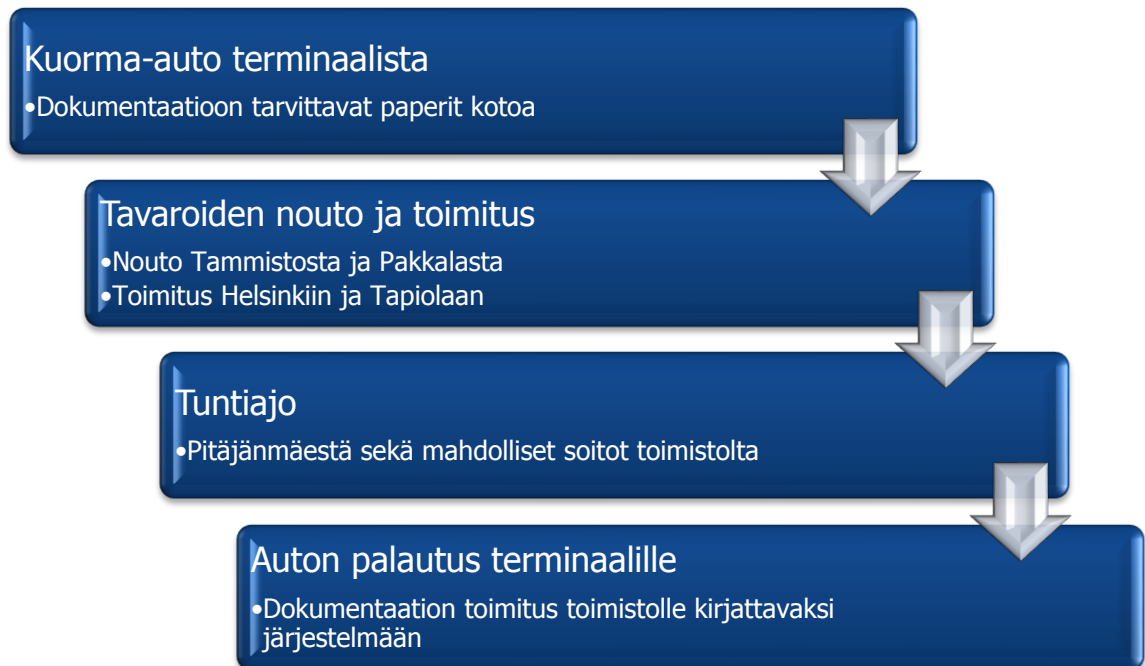 Kuorma-auto terminaalista
•Dokumentaatioon tarvittavat paperit kotoa
Tavaroiden nouto ja toimitus
•Nouto Tammistosta ja Pakkalasta
•Toimitus Helsinkiin ja Tapiolaan
Tuntiajo
•Pitäjänmäestä sekä mahdolliset soitot toimistolta
Auton palautus terminaalille
•Dokumentaation toimitus toimistolle kirjattavaksi
järjestelmään